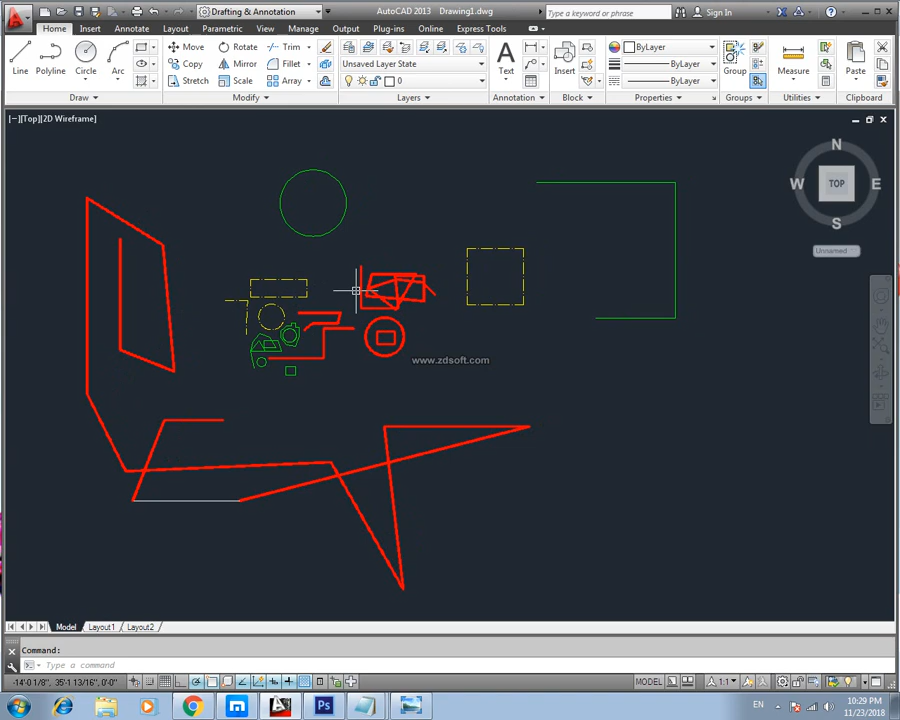 Drafting & Annotation
AutoCAD 2013 Drawing1.dwg
Type a keyword or phrase
Sign In
Home Insert Annotate Layout Parametric View Manage Output Plug-ins Online Express Tools
Line Polyline Circle Arc
Move Rotate Trim
Copy Mirror Fillet
Stretch Scale Array
Unsaved Layer State
0
Text
Insert
ByLayer
ByLayer
ByLayer
Group
Measure
Paste
Draw Modify Layers Annotation Block Properties Groups Utilities Clipboard
[−][Top][2D Wireframe]
N
W TOP E
S
Unnamed
www.zdsoft.com
Model Layout1 Layout2
Command:
Type a command
-14'-0 1/8", 35'-1 13/16", 0'-0"
MODEL
1:1
EN
10:29 PM
11/23/2018